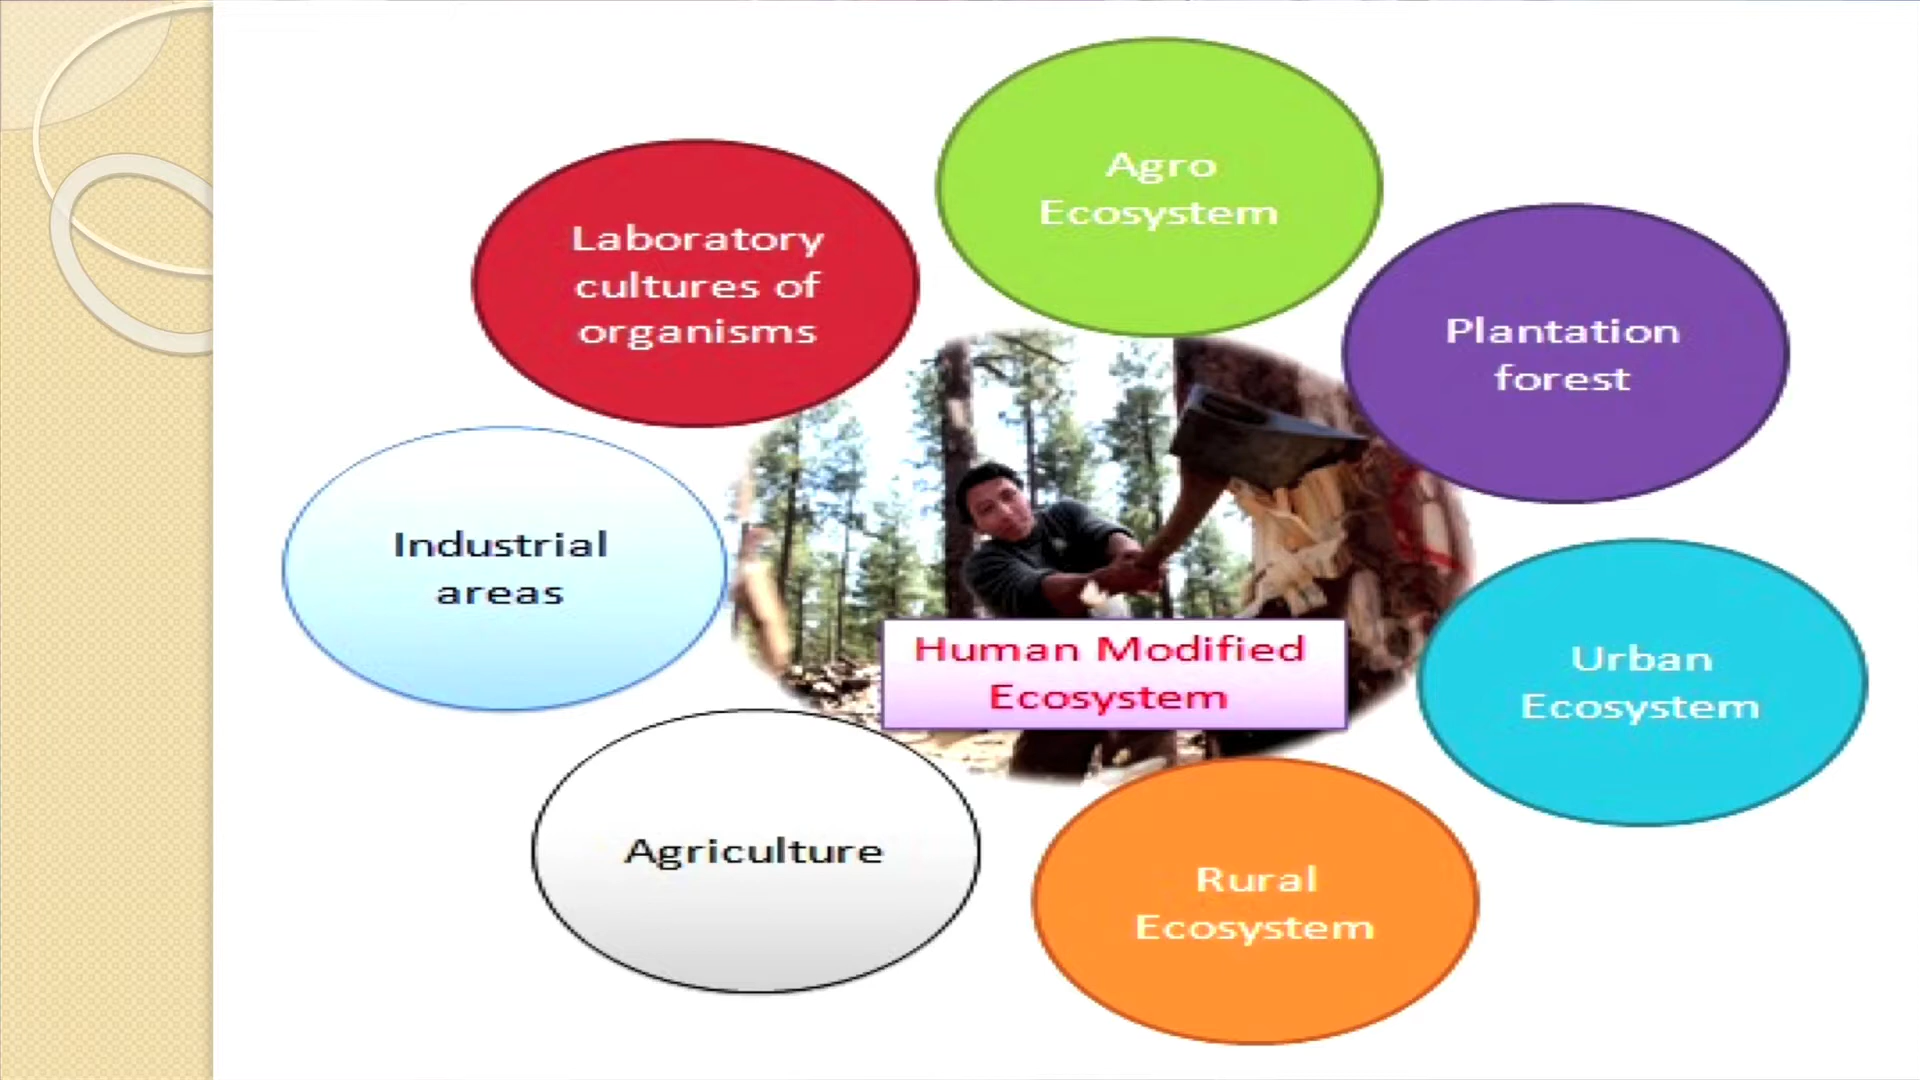 Agro
Ecosystem
Laboratory
cultures of
organisms
Plantation
forest
Industrial
areas
Human Modified
Ecosystem
Urban
Ecosystem
Agriculture
Rural
Ecosystem